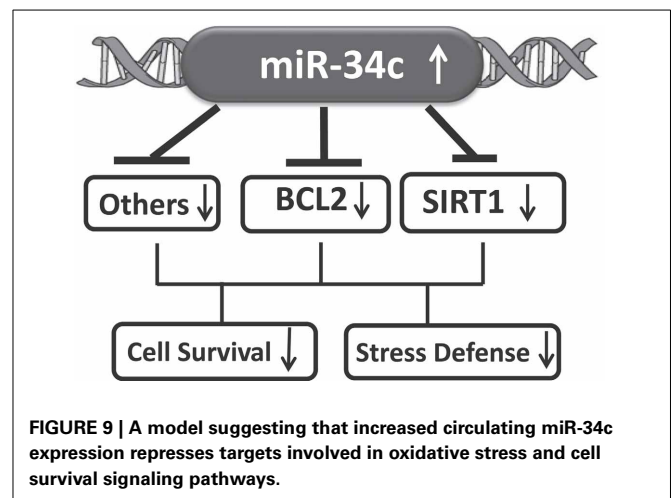 miR-34c ↑
Others ↓
BCL2 ↓
SIRT1 ↓
Cell Survival ↓
Stress Defense ↓
FIGURE 9 | A model suggesting that increased circulating miR-34c
expression represses targets involved in oxidative stress and cell
survival signaling pathways.